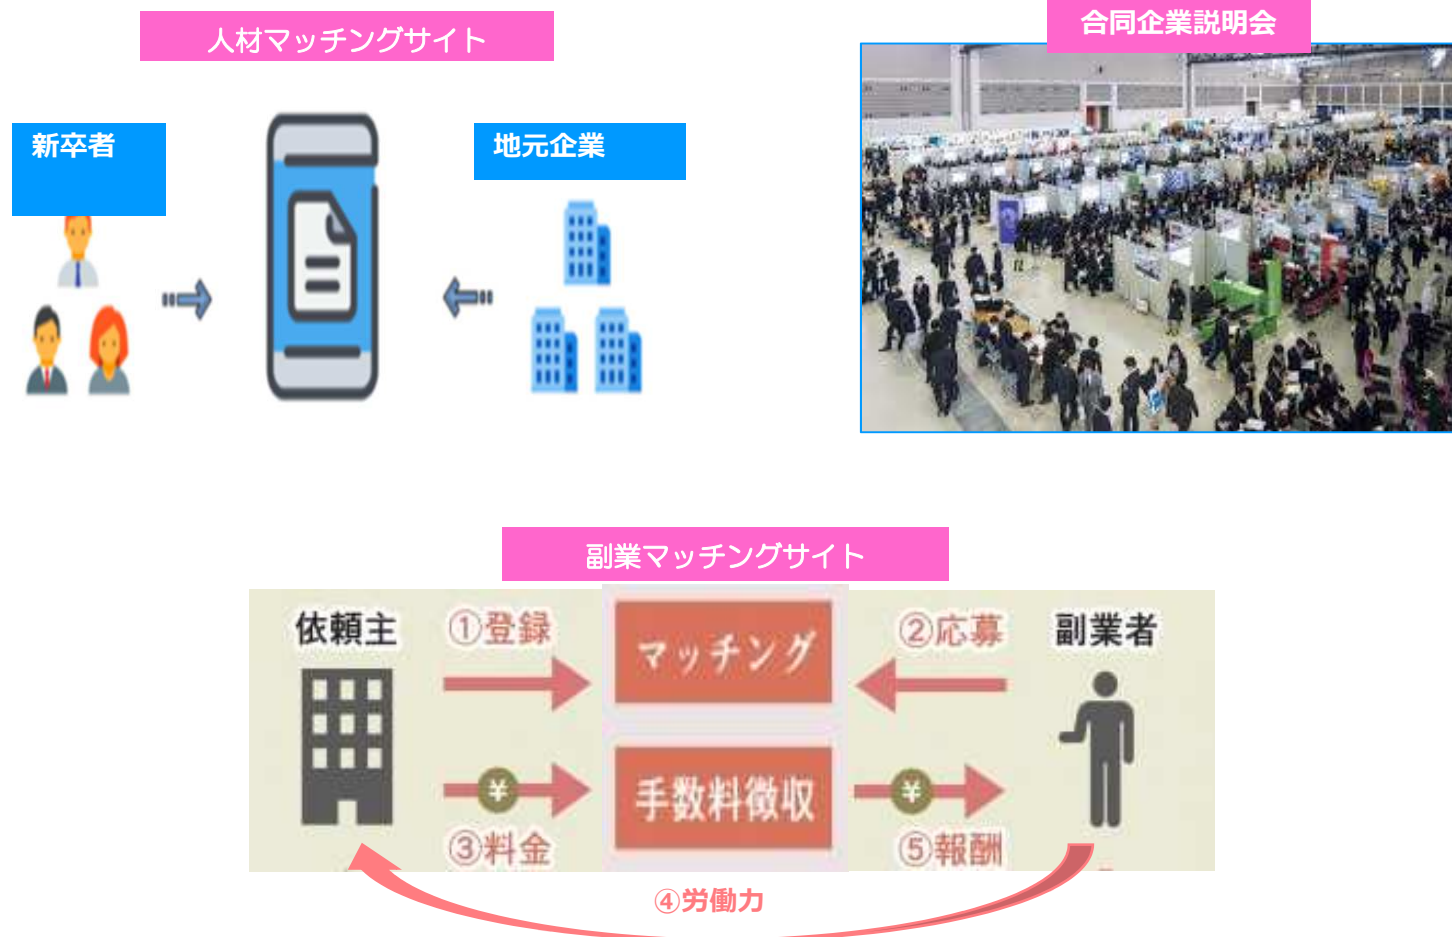 人材マッチングサイト
合同企業説明会
新卒者
地元企業
副業マッチングサイト
依頼主
①登録
マッチング
②応募
副業者
¥
手数料徴収
¥
③料金
⑤報酬
④労働力